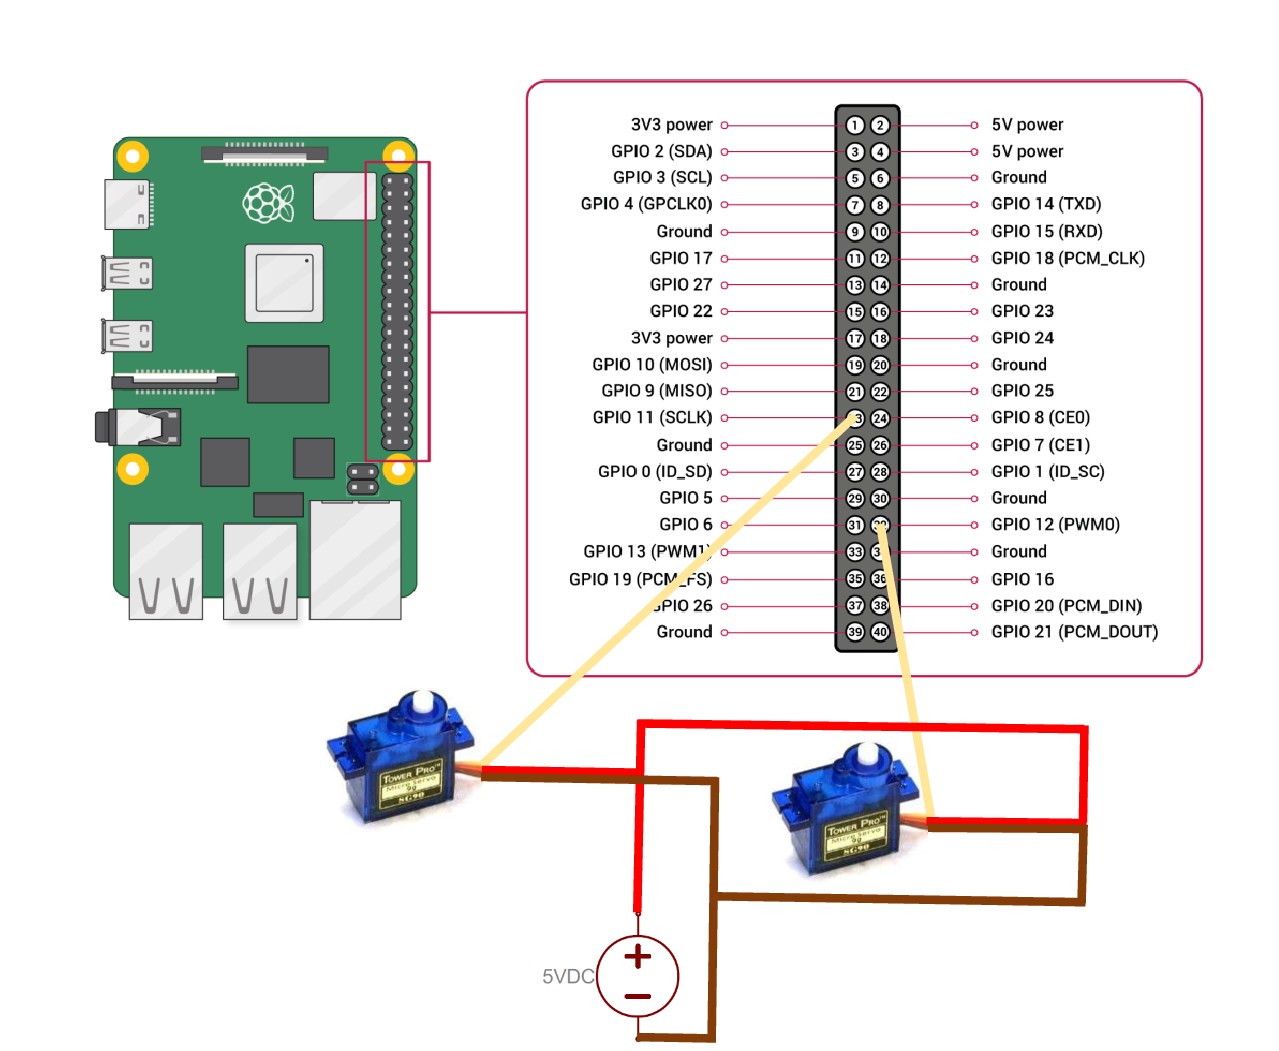 3V3 power 1 2 5V power
GPIO 2 (SDA) 3 4 5V power
GPIO 3 (SCL) 5 6 Ground
GPIO 4 (GPCLK0) 7 8 GPIO 14 (TXD)
Ground 9 10 GPIO 15 (RXD)
GPIO 17 11 12 GPIO 18 (PCM_CLK)
GPIO 27 13 14 Ground
GPIO 22 15 16 GPIO 23
3V3 power 17 18 GPIO 24
GPIO 10 (MOSI) 19 20 Ground
GPIO 9 (MISO) 21 22 GPIO 25
GPIO 11 (SCLK) 24 GPIO 8 (CE0)
Ground 25 26 GPIO 7 (CE1)
GPIO 0 (ID_SD) 27 28 GPIO 1 (ID_SC)
GPIO 5 29 30 Ground
GPIO 6 31 GPIO 12 (PWM0)
GPIO 13 (PWM1) 33 Ground
GPIO 19 (PCM_FS) 35 36 GPIO 16
GPIO 26 37 38 GPIO 20 (PCM_DIN)
Ground 39 40 GPIO 21 (PCM_DOUT)
TOWER PRO™
Micro Servo
9g
SG90
TOWER PRO™
Micro Servo
9g
SG90
5VDC
+
−